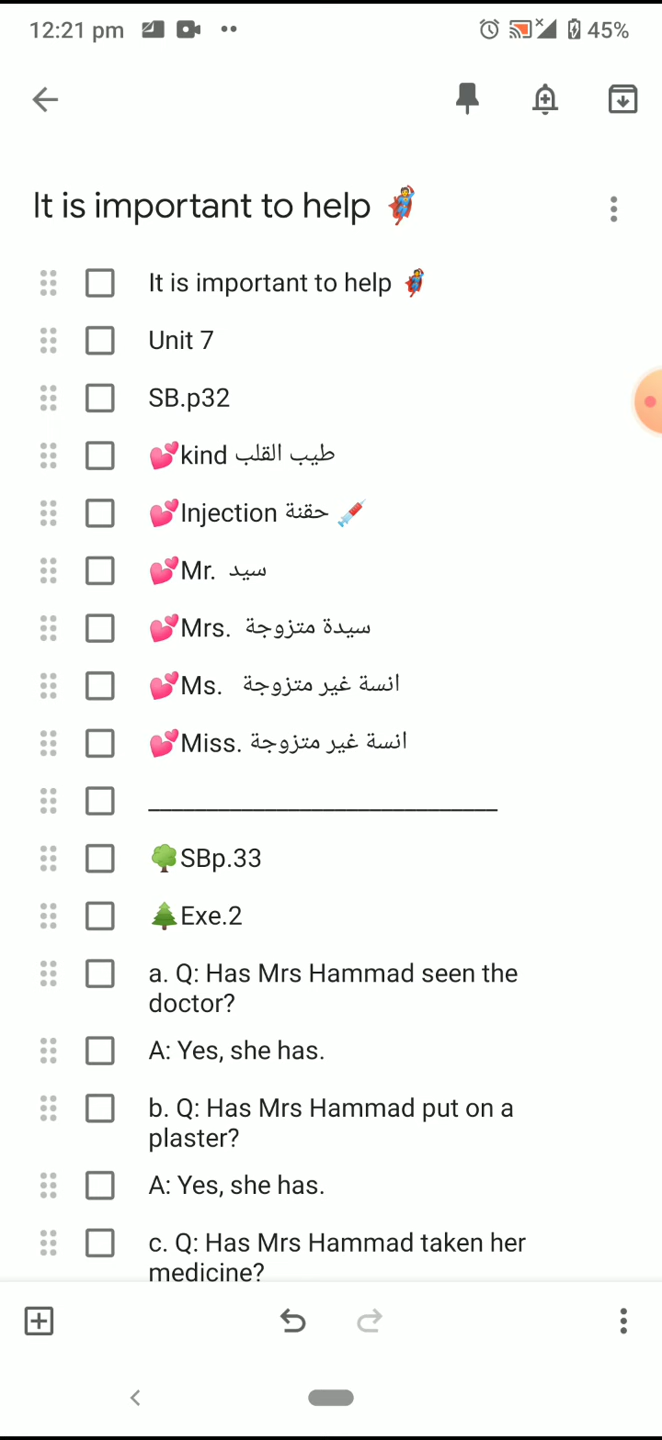 12:21 pm 45%
It is important to help 🦸
It is important to help 🦸
Unit 7
SB.p32
💕kind طيب القلب
💕Injection حقنة 💉
💕Mr. سيد
💕Mrs. سيدة متزوجة
💕Ms. انسة غير متزوجة
💕Miss. انسة غير متزوجة
______________________________
🌳SBp.33
🌲Exe.2
a. Q: Has Mrs Hammad seen the
doctor?
A: Yes, she has.
b. Q: Has Mrs Hammad put on a
plaster?
A: Yes, she has.
c. Q: Has Mrs Hammad taken her
medicine?